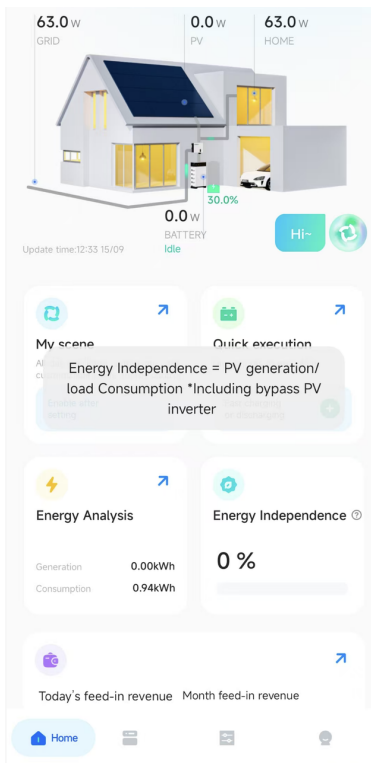 63.0 w
0.0 w
63.0 w
GRID
PV
HOME
30.0%
0.0 w
BATTERY
Idle
Update time:12:33 15/09
Hi~
My scene
Quick execution
Energy Independence = PV generation/
load Consumption *Including bypass PV
inverter
Energy Analysis
Energy Independence ?
Generation 0.00kWh
Consumption 0.94kWh
0 %
Today's feed-in revenue Month feed-in revenue
Home